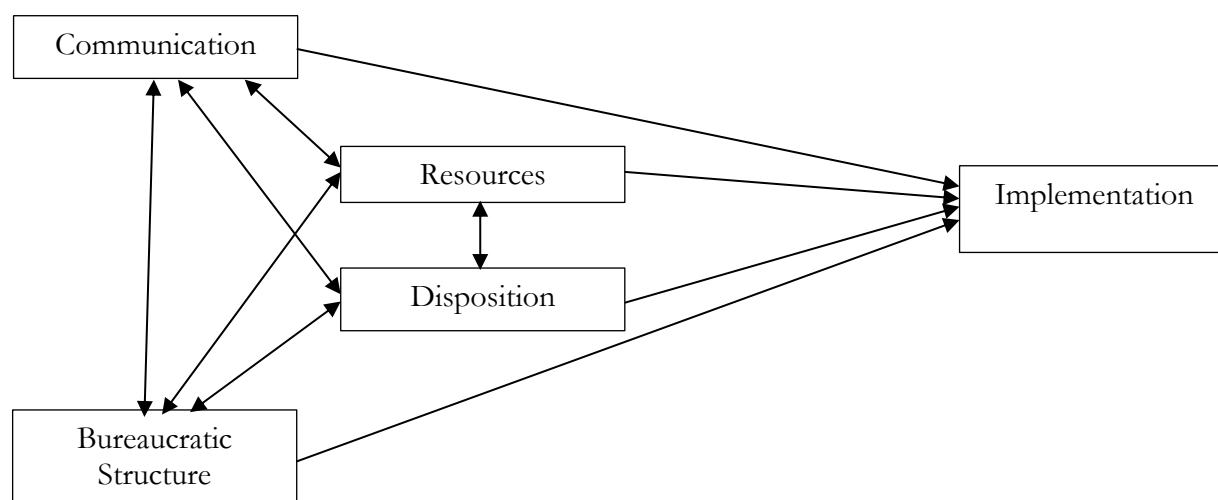 Communication
Resources
Implementation
Disposition
Bureaucratic
Structure